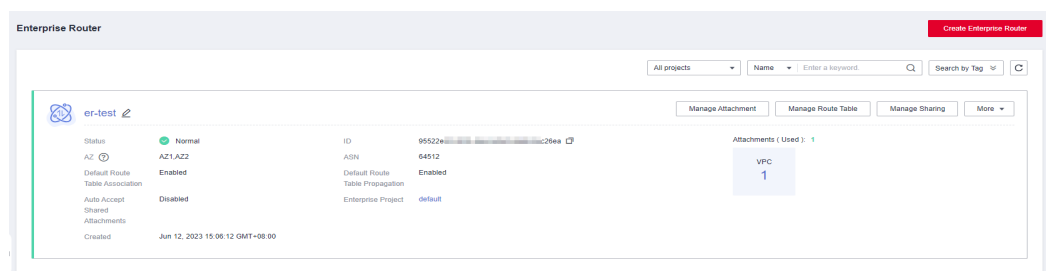 Enterprise Router
Create Enterprise Router
All projects
Name
Enter a keyword.
Search by Tag
er-test
Manage Attachment
Manage Route Table
Manage Sharing
More
Status
Normal
ID
95522e
c26ea
Attachments ( Used ): 1
AZ
AZ1,AZ2
ASN
64512
VPC
1
Default Route
Table Association
Enabled
Default Route
Table Propagation
Enabled
Auto Accept
Shared
Attachments
Disabled
Enterprise Project
default
Created
Jun 12, 2023 15:06:12 GMT+08:00